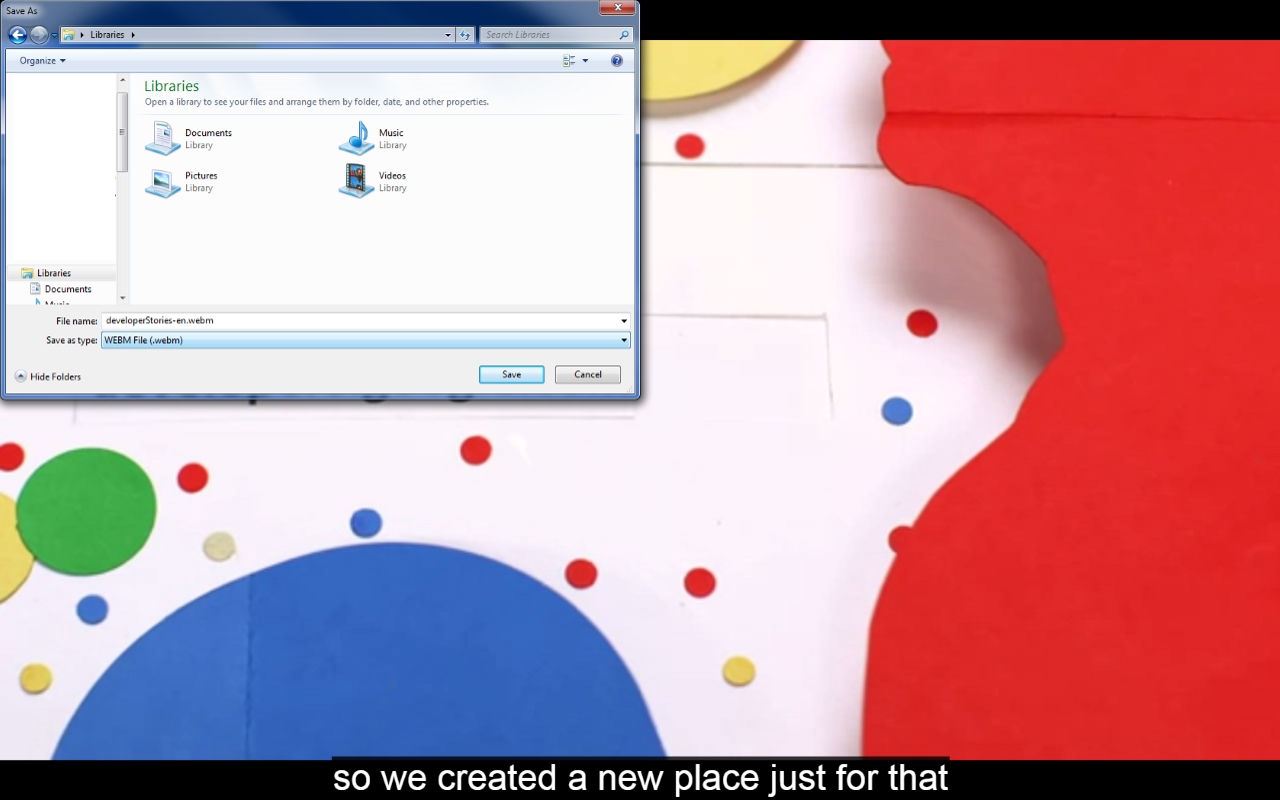 Save As
Libraries
Search Libraries
Organize
Libraries
Open a library to see your files and arrange them by folder, date, and other properties.
Documents
Library
Music
Library
Pictures
Library
Videos
Library
Libraries
Documents
Music
File name: developerStories-en.webm
Save as type: WEBM File (.webm)
Hide Folders
Save
Cancel
so we created a new place just for that